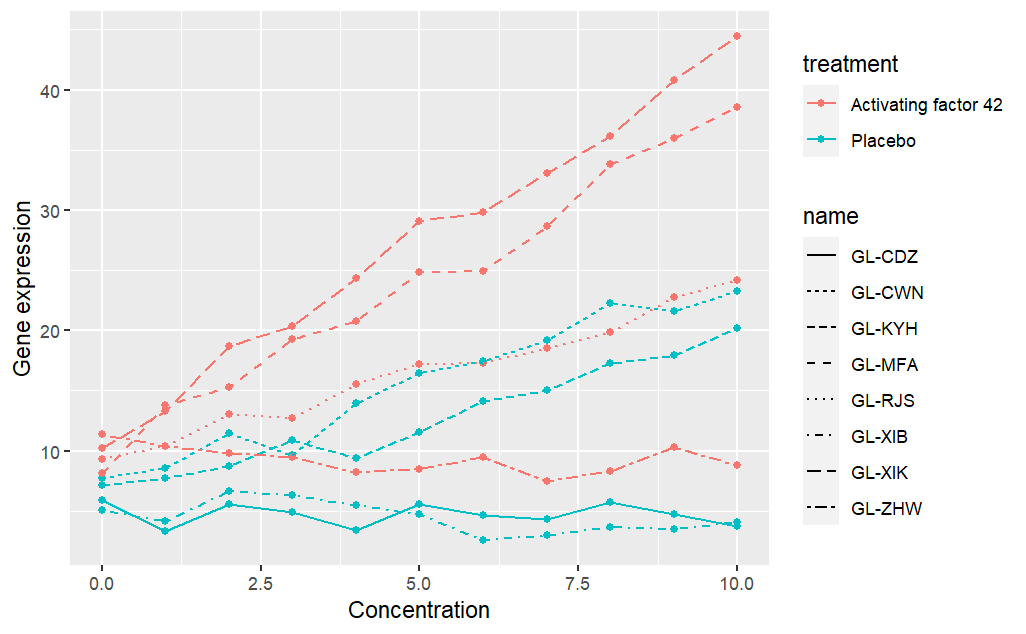 Gene expression
40
30
20
10
0.0
2.5
5.0
7.5
10.0
Concentration
treatment
Activating factor 42
Placebo
name
GL-CDZ
GL-CWN
GL-KYH
GL-MFA
GL-RJS
GL-XIB
GL-XIK
GL-ZHW